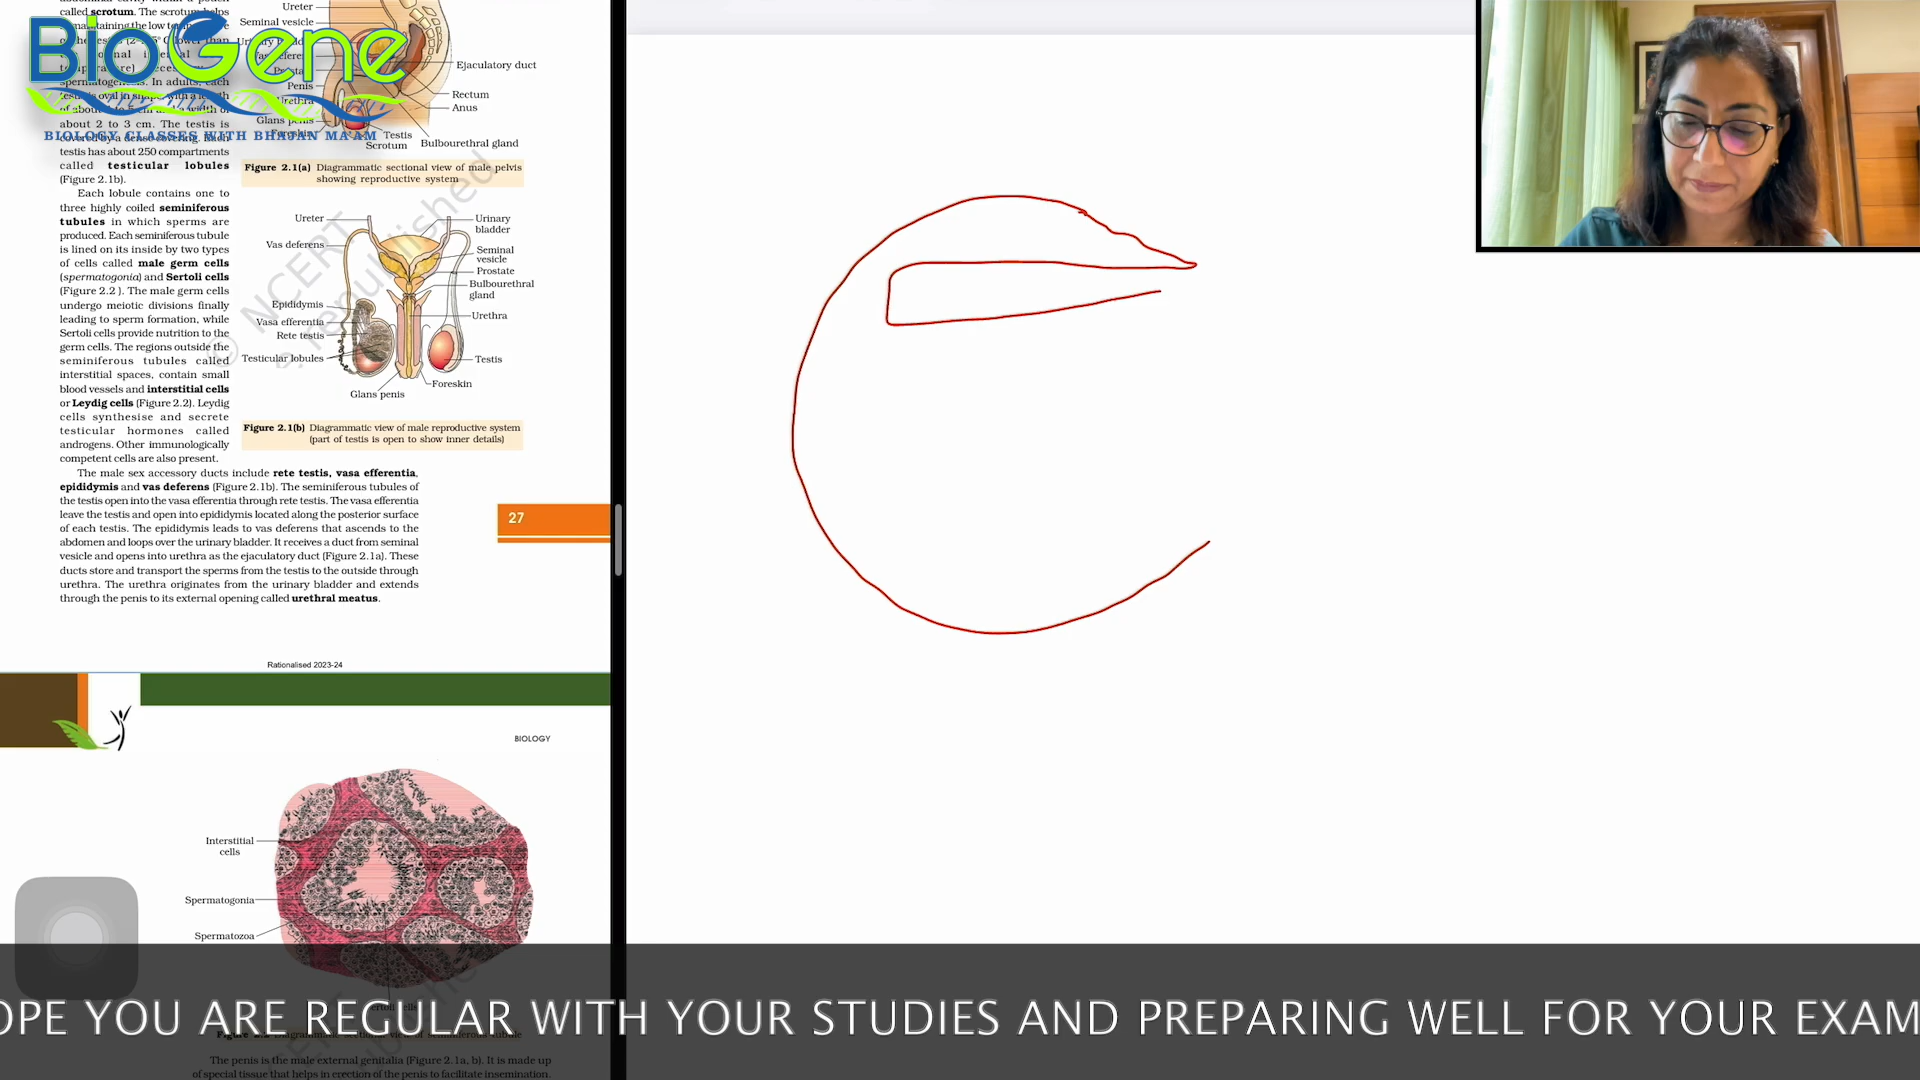 called scrotum. The scrotum helps
BioGene
BIOLOGY CLASSES WITH BHAGAN MA'AM
about 2 to 3 cm. The testis is
covered by a dense covering. Each
testis has about 250 compartments
called testicular lobules
(Figure 2.1b).
Each lobule contains one to
three highly coiled seminiferous
tubules in which sperms are
produced. Each seminiferous tubule
is lined on its inside by two types
of cells called male germ cells
(spermatogonia) and Sertoli cells
(Figure 2.2 ). The male germ cells
undergo meiotic divisions finally
leading to sperm formation, while
Sertoli cells provide nutrition to the
germ cells. The regions outside the
seminiferous tubules called
interstitial spaces, contain small
blood vessels and interstitial cells
or Leydig cells (Figure 2.2). Leydig
cells synthesise and secrete
testicular hormones called
androgens. Other immunologically
competent cells are also present.
Ureter
Seminal vesicle
Penis
Glans penis
Ejaculatory duct
Rectum
Anus
Testis
Scrotum
Bulbourethral gland
Figure 2.1(a) Diagrammatic sectional view of male pelvis
showing reproductive system
Ureter
Vas deferens
Epididymis
Vasa efferentia
Rete testis
Testicular lobules
Glans penis
Urinary
bladder
Seminal
vesicle
Prostate
Bulbourethral
gland
Urethra
Testis
Foreskin
© NCERT
Figure 2.1(b) Diagrammatic view of male reproductive system
(part of testis is open to show inner details)
The male sex accessory ducts include rete testis, vasa efferentia,
epididymis and vas deferens (Figure 2.1b). The seminiferous tubules of
the testis open into the vasa efferentia through rete testis. The vasa efferentia
leave the testis and open into epididymis located along the posterior surface
of each testis. The epididymis leads to vas deferens that ascends to the
abdomen and loops over the urinary bladder. It receives a duct from seminal
vesicle and opens into urethra as the ejaculatory duct (Figure 2.1a). These
ducts store and transport the sperms from the testis to the outside through
urethra. The urethra originates from the urinary bladder and extends
through the penis to its external opening called urethral meatus.
27
Rationalised 2023-24
BIOLOGY
Interstitial
cells
Spermatogonia
Spermatozoa
OPE YOU ARE REGULAR WITH YOUR STUDIES AND PREPARING WELL FOR YOUR EXAM
The penis is the male external genitalia (Figure 2.1a, b). It is made up
of special tissue that helps in erection of the penis to facilitate insemination.